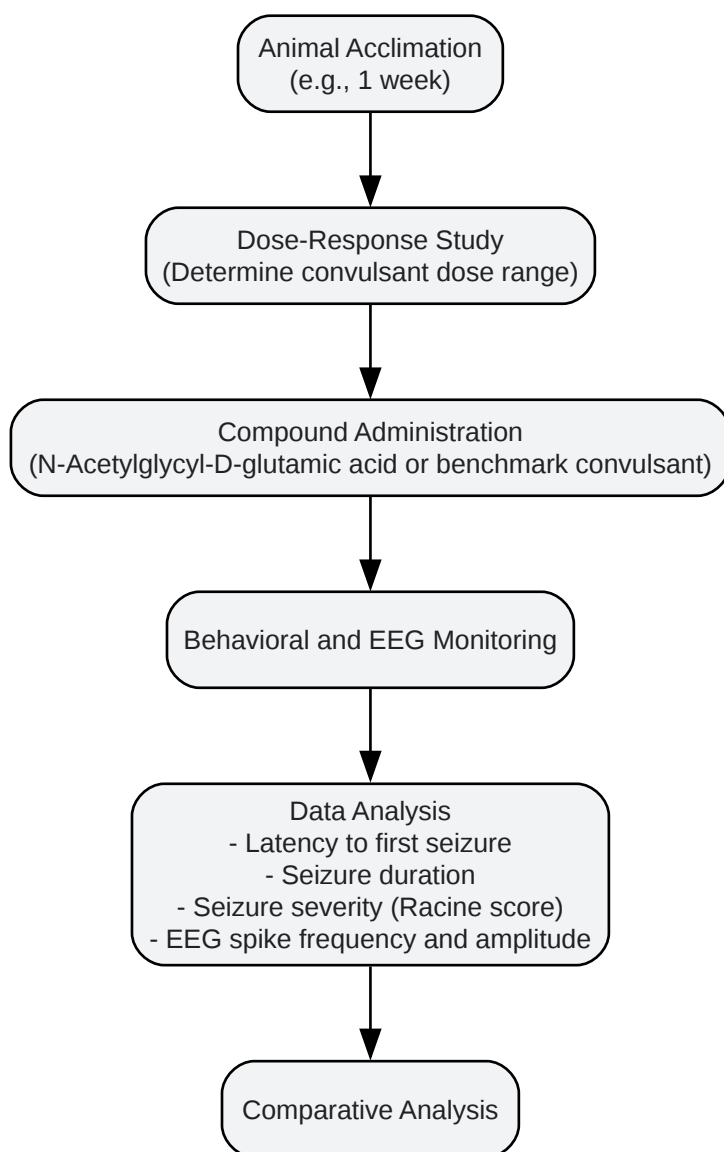 Animal Acclimation
(e.g., 1 week)
Dose-Response Study
(Determine convulsant dose range)
Compound Administration
(N-Acetylglycyl-D-glutamic acid or benchmark convulsant)
Behavioral and EEG Monitoring
Data Analysis
- Latency to first seizure
- Seizure duration
- Seizure severity (Racine score)
- EEG spike frequency and amplitude
Comparative Analysis